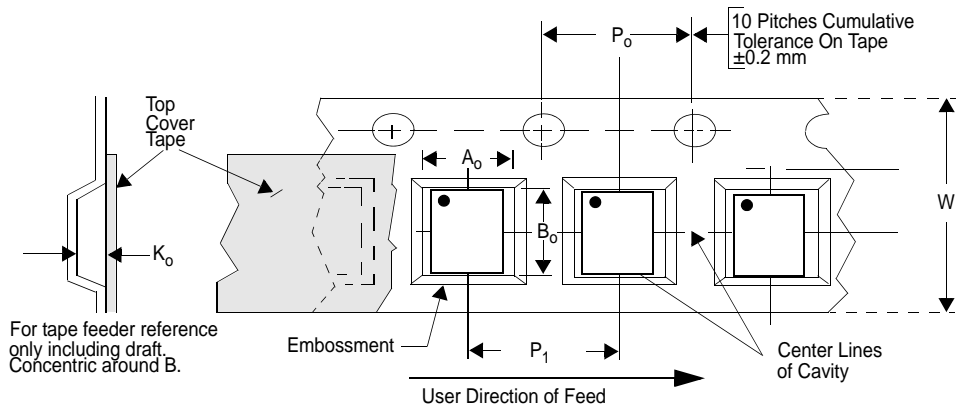 10 Pitches Cumulative
Tolerance On Tape
±0.2 mm
Po
Top
Cover
Tape
Ao
W
Bo
Ko
For tape feeder reference
only including draft.
Concentric around B.
Embossment
P1
Center Lines
of Cavity
User Direction of Feed